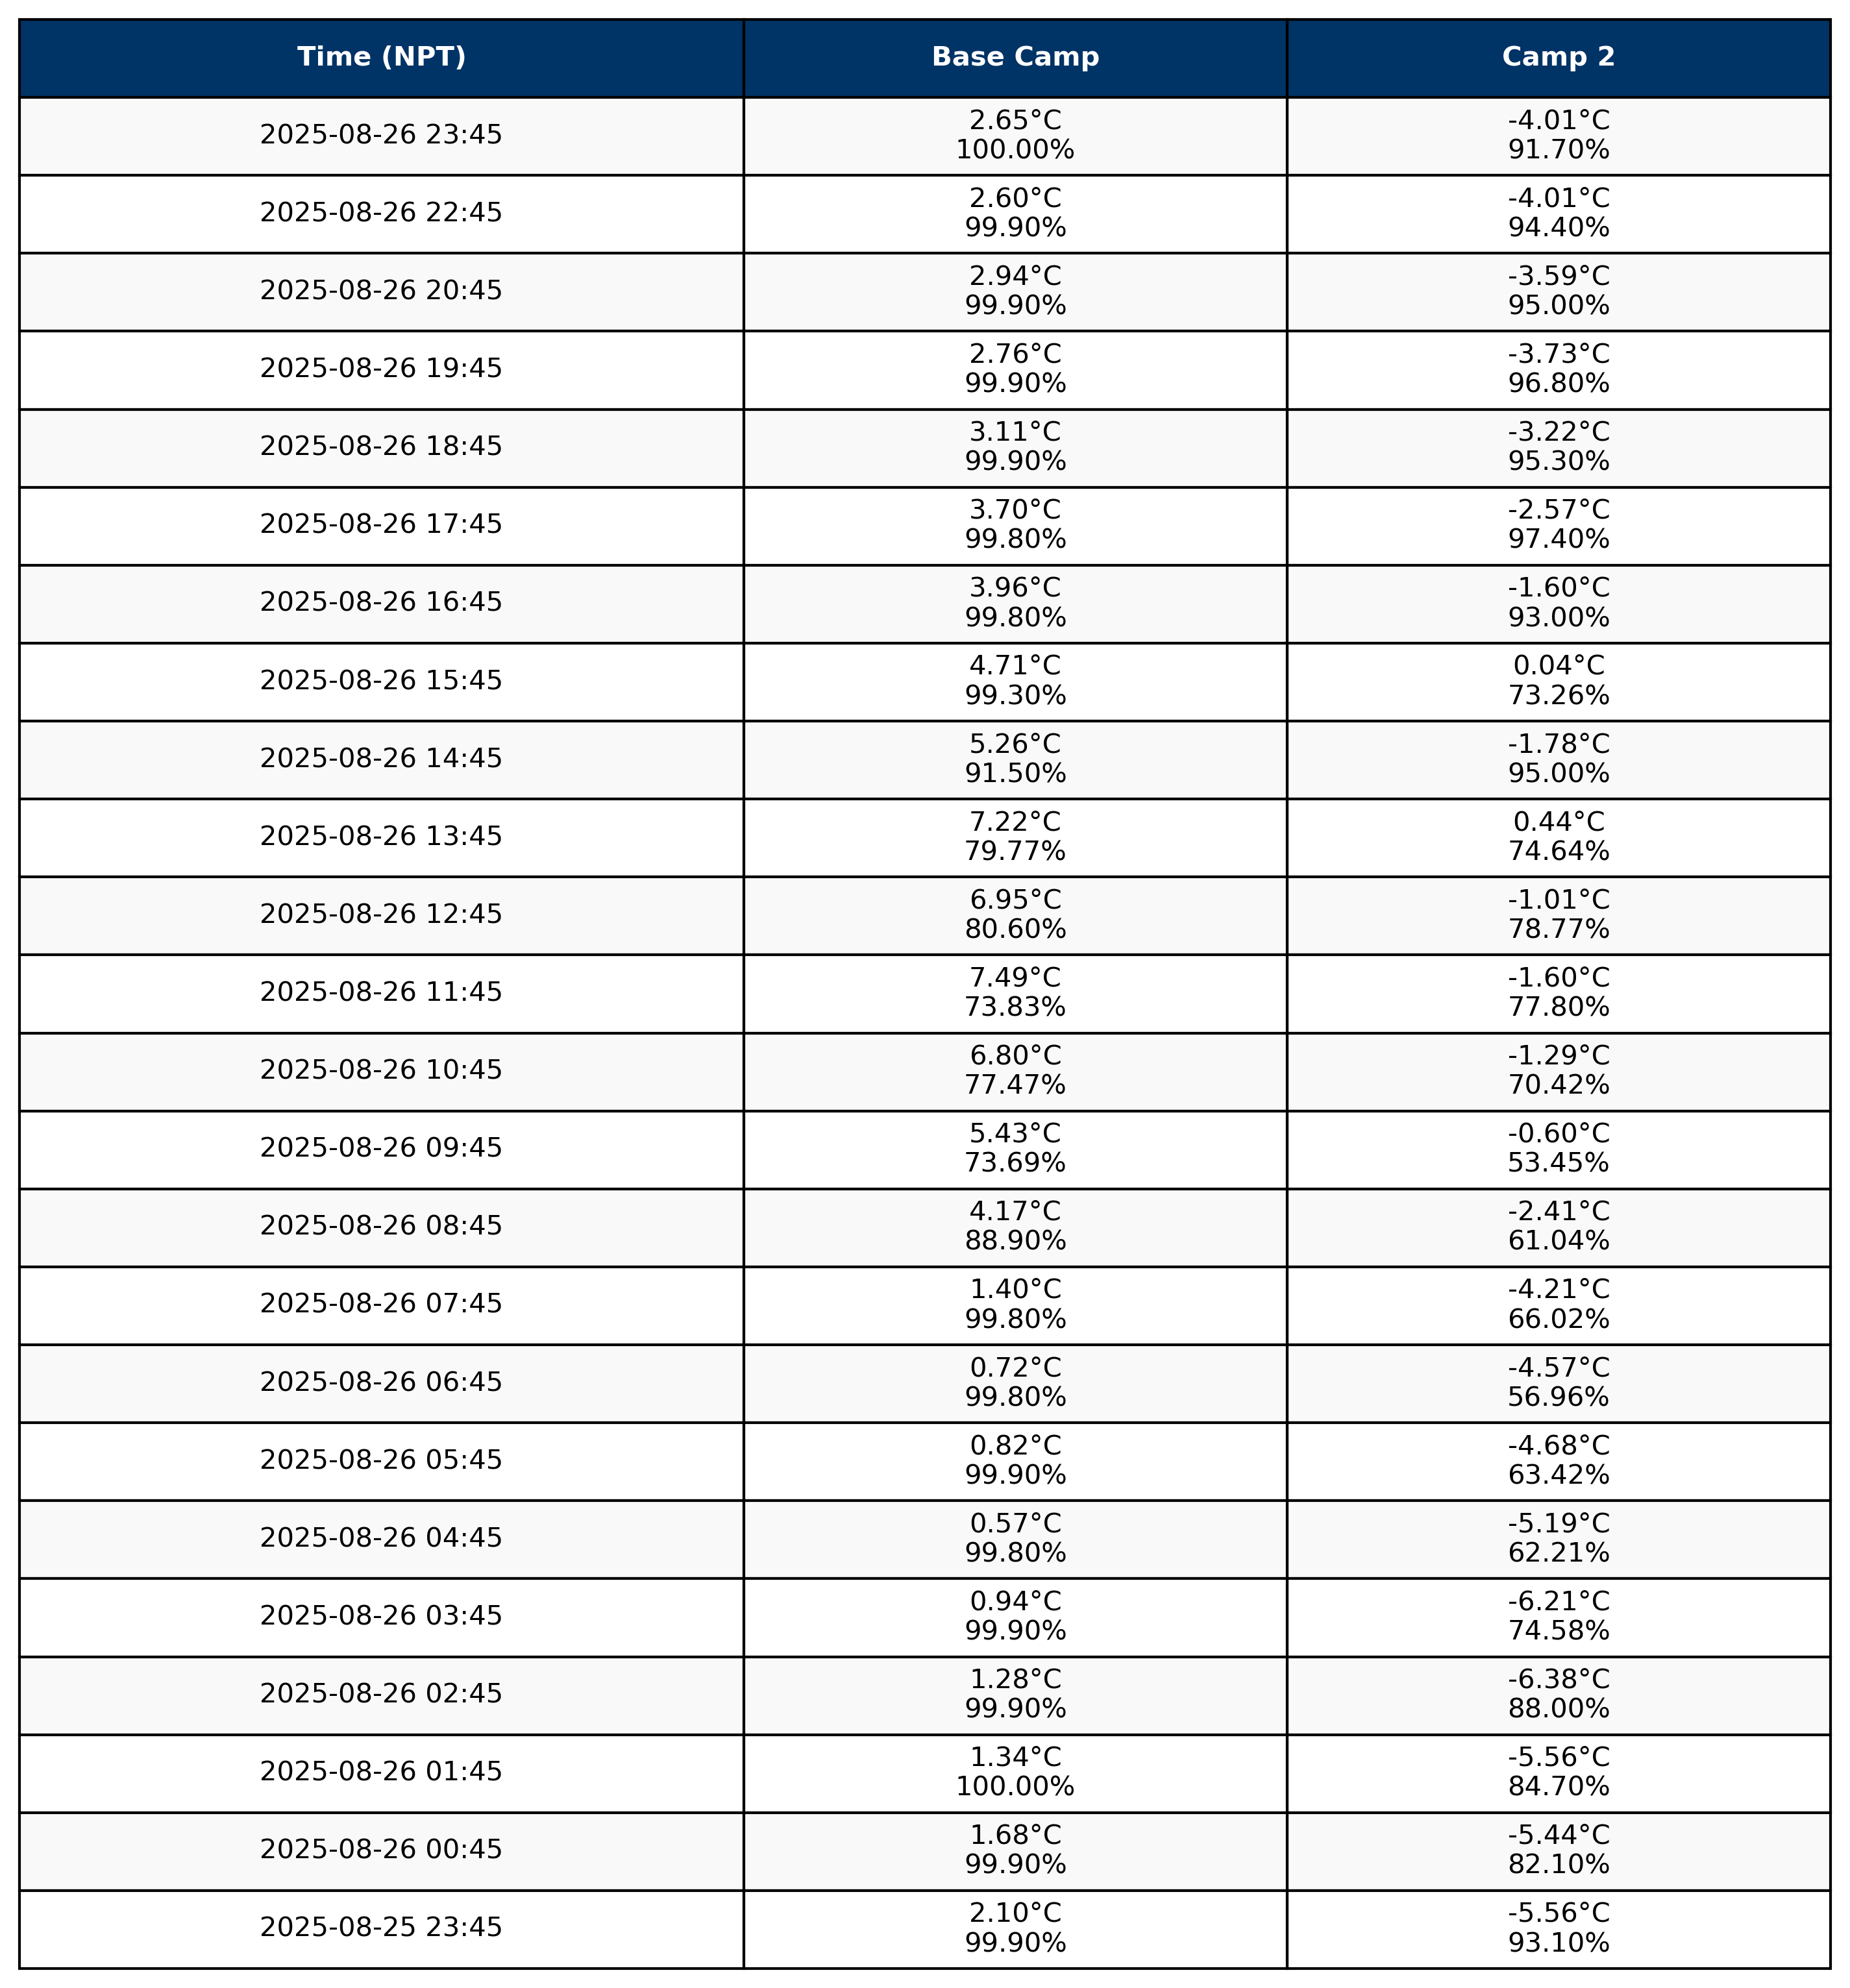 Time (NPT) Base Camp Camp 2
2025-08-26 23:45 2.65°C -4.01°C
100.00% 91.70%
2025-08-26 22:45 2.60°C -4.01°C
99.90% 94.40%
2025-08-26 20:45 2.94°C -3.59°C
99.90% 95.00%
2025-08-26 19:45 2.76°C -3.73°C
99.90% 96.80%
2025-08-26 18:45 3.11°C -3.22°C
99.90% 95.30%
2025-08-26 17:45 3.70°C -2.57°C
99.80% 97.40%
2025-08-26 16:45 3.96°C -1.60°C
99.80% 93.00%
2025-08-26 15:45 4.71°C 0.04°C
99.30% 73.26%
2025-08-26 14:45 5.26°C -1.78°C
91.50% 95.00%
2025-08-26 13:45 7.22°C 0.44°C
79.77% 74.64%
2025-08-26 12:45 6.95°C -1.01°C
80.60% 78.77%
2025-08-26 11:45 7.49°C -1.60°C
73.83% 77.80%
2025-08-26 10:45 6.80°C -1.29°C
77.47% 70.42%
2025-08-26 09:45 5.43°C -0.60°C
73.69% 53.45%
2025-08-26 08:45 4.17°C -2.41°C
88.90% 61.04%
2025-08-26 07:45 1.40°C -4.21°C
99.80% 66.02%
2025-08-26 06:45 0.72°C -4.57°C
99.80% 56.96%
2025-08-26 05:45 0.82°C -4.68°C
99.90% 63.42%
2025-08-26 04:45 0.57°C -5.19°C
99.80% 62.21%
2025-08-26 03:45 0.94°C -6.21°C
99.90% 74.58%
2025-08-26 02:45 1.28°C -6.38°C
99.90% 88.00%
2025-08-26 01:45 1.34°C -5.56°C
100.00% 84.70%
2025-08-26 00:45 1.68°C -5.44°C
99.90% 82.10%
2025-08-25 23:45 2.10°C -5.56°C
99.90% 93.10%